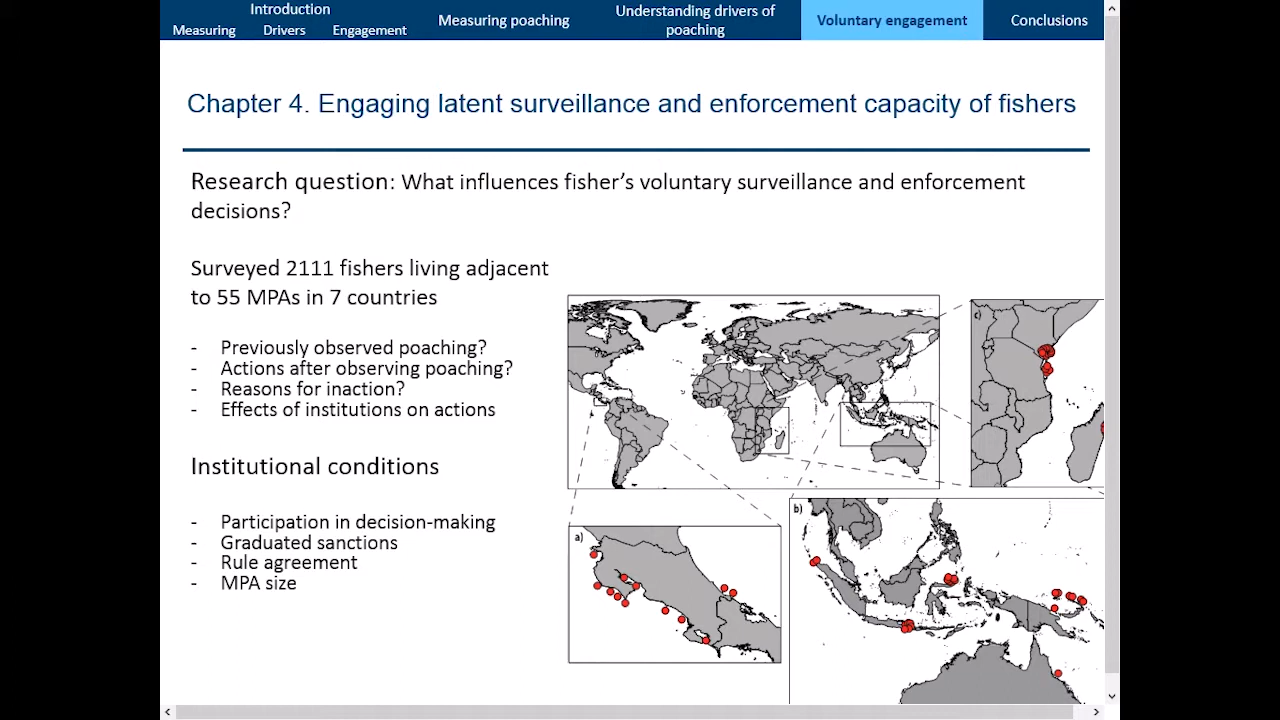 Introduction
Measuring Drivers Engagement
Measuring poaching
Understanding drivers of
poaching
Voluntary engagement
Conclusions
Chapter 4. Engaging latent surveillance and enforcement capacity of fishers
Research question: What influences fisher's voluntary surveillance and enforcement
decisions?
Surveyed 2111 fishers living adjacent
to 55 MPAs in 7 countries
- Previously observed poaching?
- Actions after observing poaching?
- Reasons for inaction?
- Effects of institutions on actions
Institutional conditions
- Participation in decision-making
- Graduated sanctions
- Rule agreement
- MPA size
c)
a)
b)